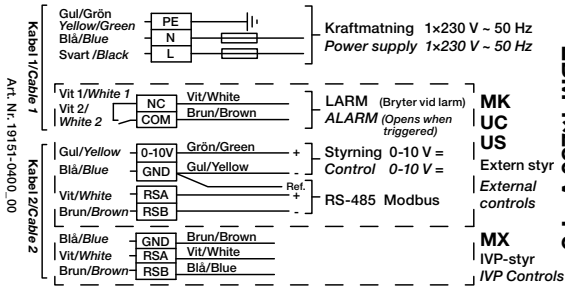 Kabel 1/Cable 1
Gul/Grön
Yellow/Green
PE
Blå/Blue
N
Svart /Black
L
Kraftmatning 1×230 V ~ 50 Hz
Power supply 1×230 V ~ 50 Hz
Vit 1/White 1
NC
Vit/White
Vit 2/
White 2
COM
Brun/Brown
LARM (Bryter vid larm)
ALARM (Opens when
triggered)
MK
UC
US
Extern styr
External
controls
Art. Nr. 19151-0400_00
Kabel 2/Cable 2
Gul/Yellow
0-10V
Grön/Green
+
Styrning 0-10 V =
Blå/Blue
GND
Gul/Yellow
-
Control 0-10 V =
Ref.
Vit/White
RSA
+
RS-485 Modbus
Brun/Brown
RSB
-
Blå/Blue
GND
Brun/Brown
Vit/White
RSA
Vit/White
Brun/Brown
RSB
Blå/Blue
MX
IVP-styr
IVP Controls